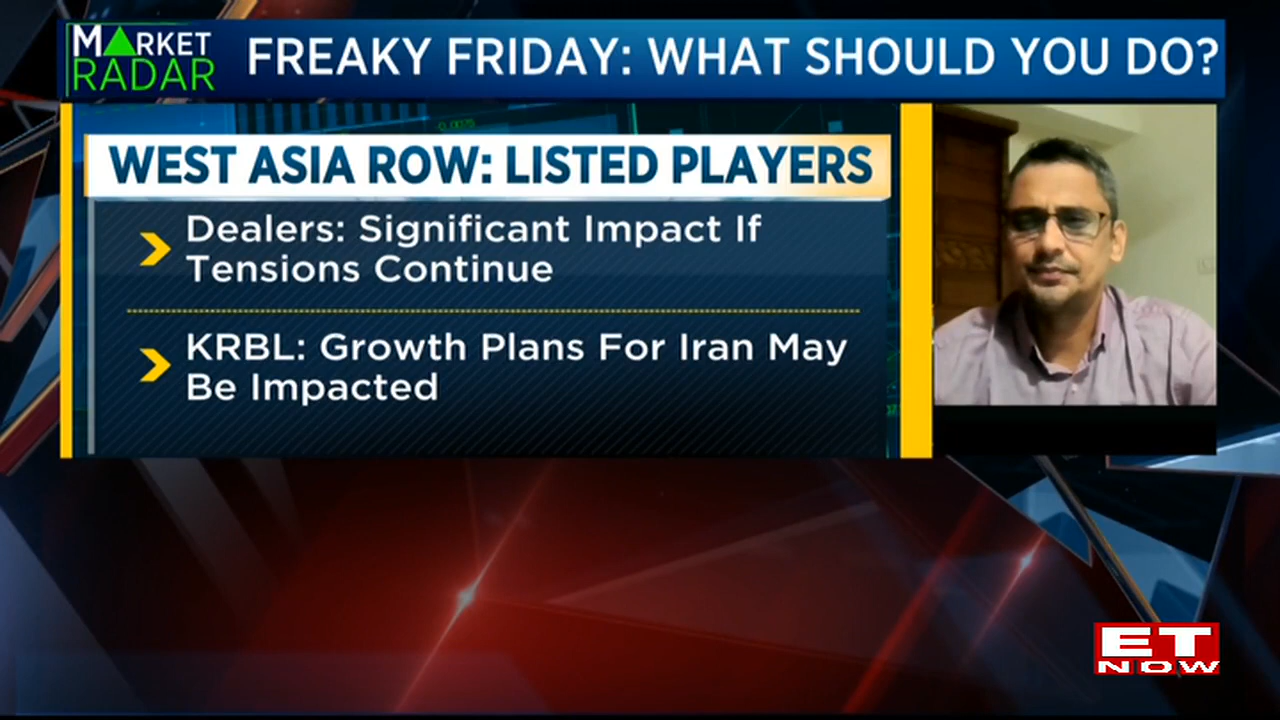 MARKET
RADAR
FREAKY FRIDAY: WHAT SHOULD YOU DO?
WEST ASIA ROW: LISTED PLAYERS
Dealers: Significant Impact If
Tensions Continue
KRBL: Growth Plans For Iran May
Be Impacted
ET
NOW